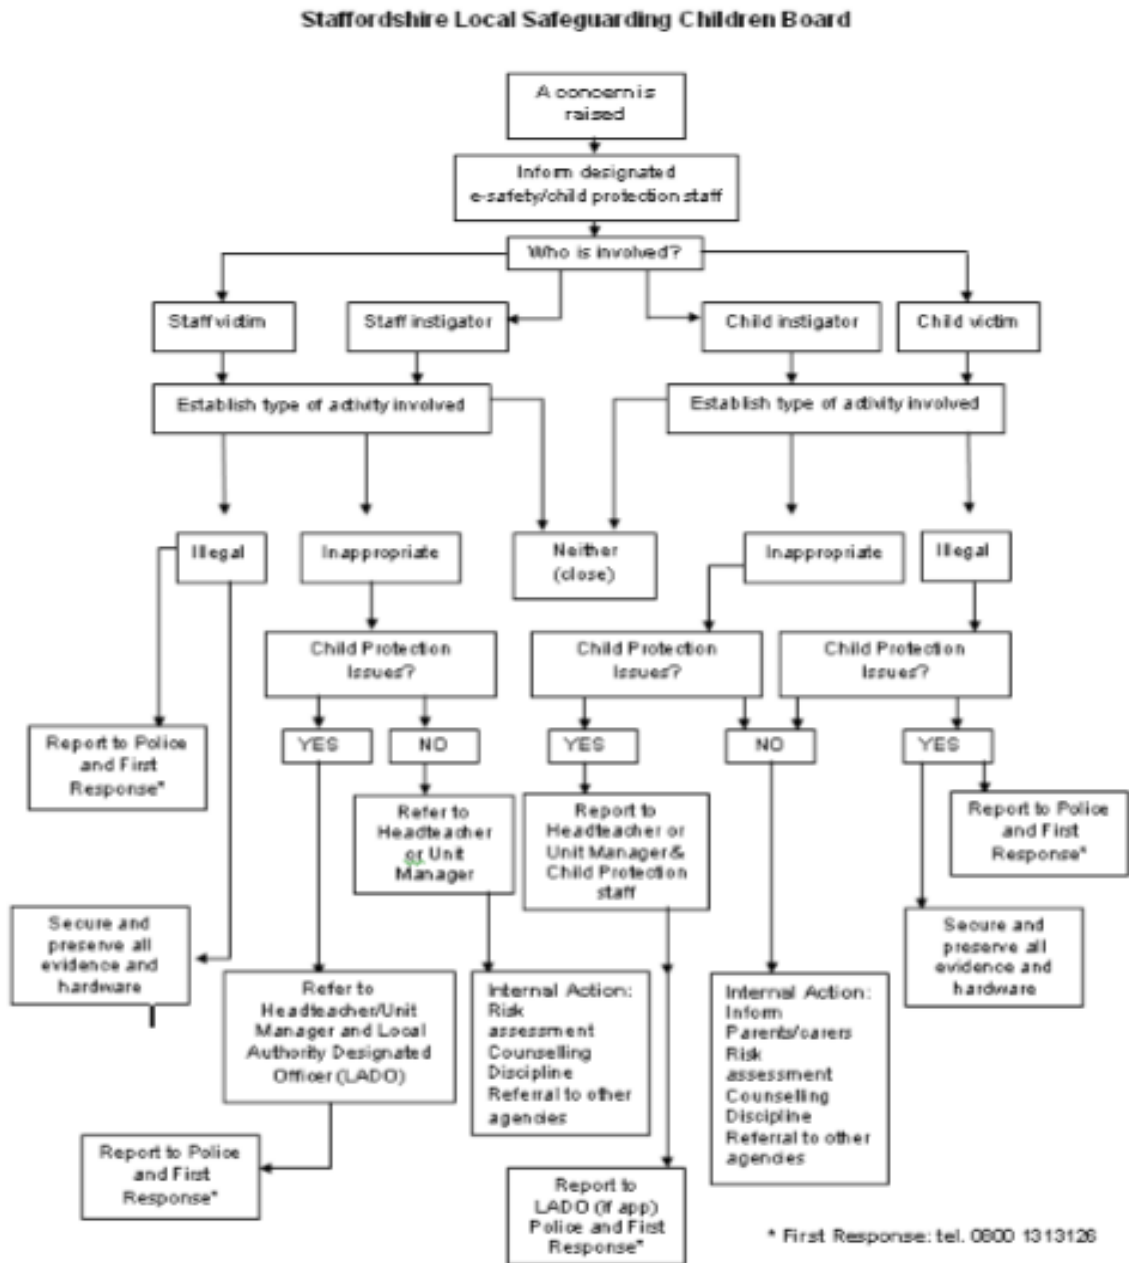 Staffordshire Local Safeguarding Children Board
A concern is
raised
Inform designated
e-safety/child protection staff
Who is involved?
Staff victim
Staff instigator
Child instigator
Child victim
Establish type of activity involved
Establish type of activity involved
Illegal
Inappropriate
Neither
(close)
Inappropriate
Illegal
Child Protection
Issues?
Child Protection
Issues?
Child Protection
Issues?
YES
NO
YES
NO
YES
Report to Police
and First
Response*
Refer to
Headteacher
or Unit
Manager
Report to
Headteacher or
Unit Manager &
Child Protection
staff
Report to Police
and First
Response*
Secure and
preserve all
evidence and
hardware
Secure and
preserve all
evidence and
hardware
Refer to
Headteacher/Unit
Manager and Local
Authority Designated
Officer (LADO)
Internal Action:
Risk
assessment
Counselling
Discipline
Referral to other
agencies
Internal Action:
Inform
Parents/carers
Risk
assessment
Counselling
Discipline
Referral to other
agencies
Report to Police
and First
Response*
Report to
LADO (if app)
Police and First
Response*
* First Response: tel. 0800 1313126